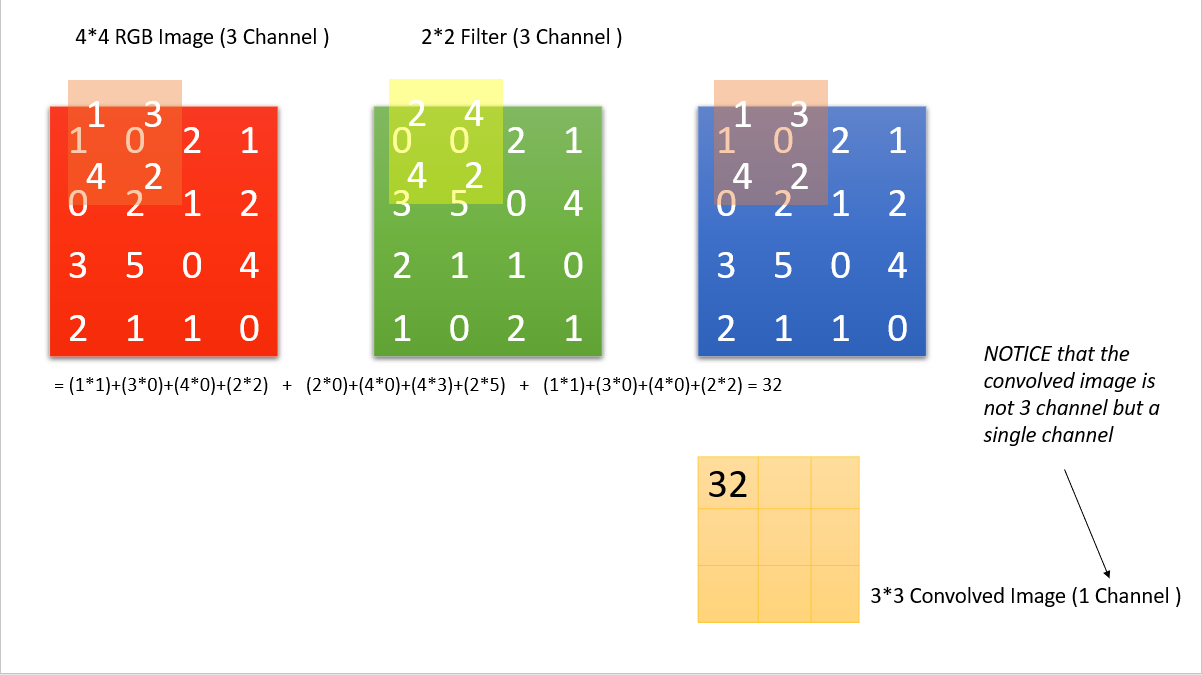 4*4 RGB Image (3 Channel )
2*2 Filter (3 Channel )
1 3
1 0 2 1
4 2
0 2 1 2
3 5 0 4
2 1 1 0
2 4
0 0 2 1
4 2
3 5 0 4
2 1 1 0
1 0 2 1
1 3
1 0 2 1
4 2
0 2 1 2
3 5 0 4
2 1 1 0
= (1*1)+(3*0)+(4*0)+(2*2) + (2*0)+(4*0)+(4*3)+(2*5) + (1*1)+(3*0)+(4*0)+(2*2) = 32
NOTICE that the
convolved image is
not 3 channel but a
single channel
32
3*3 Convolved Image (1 Channel )